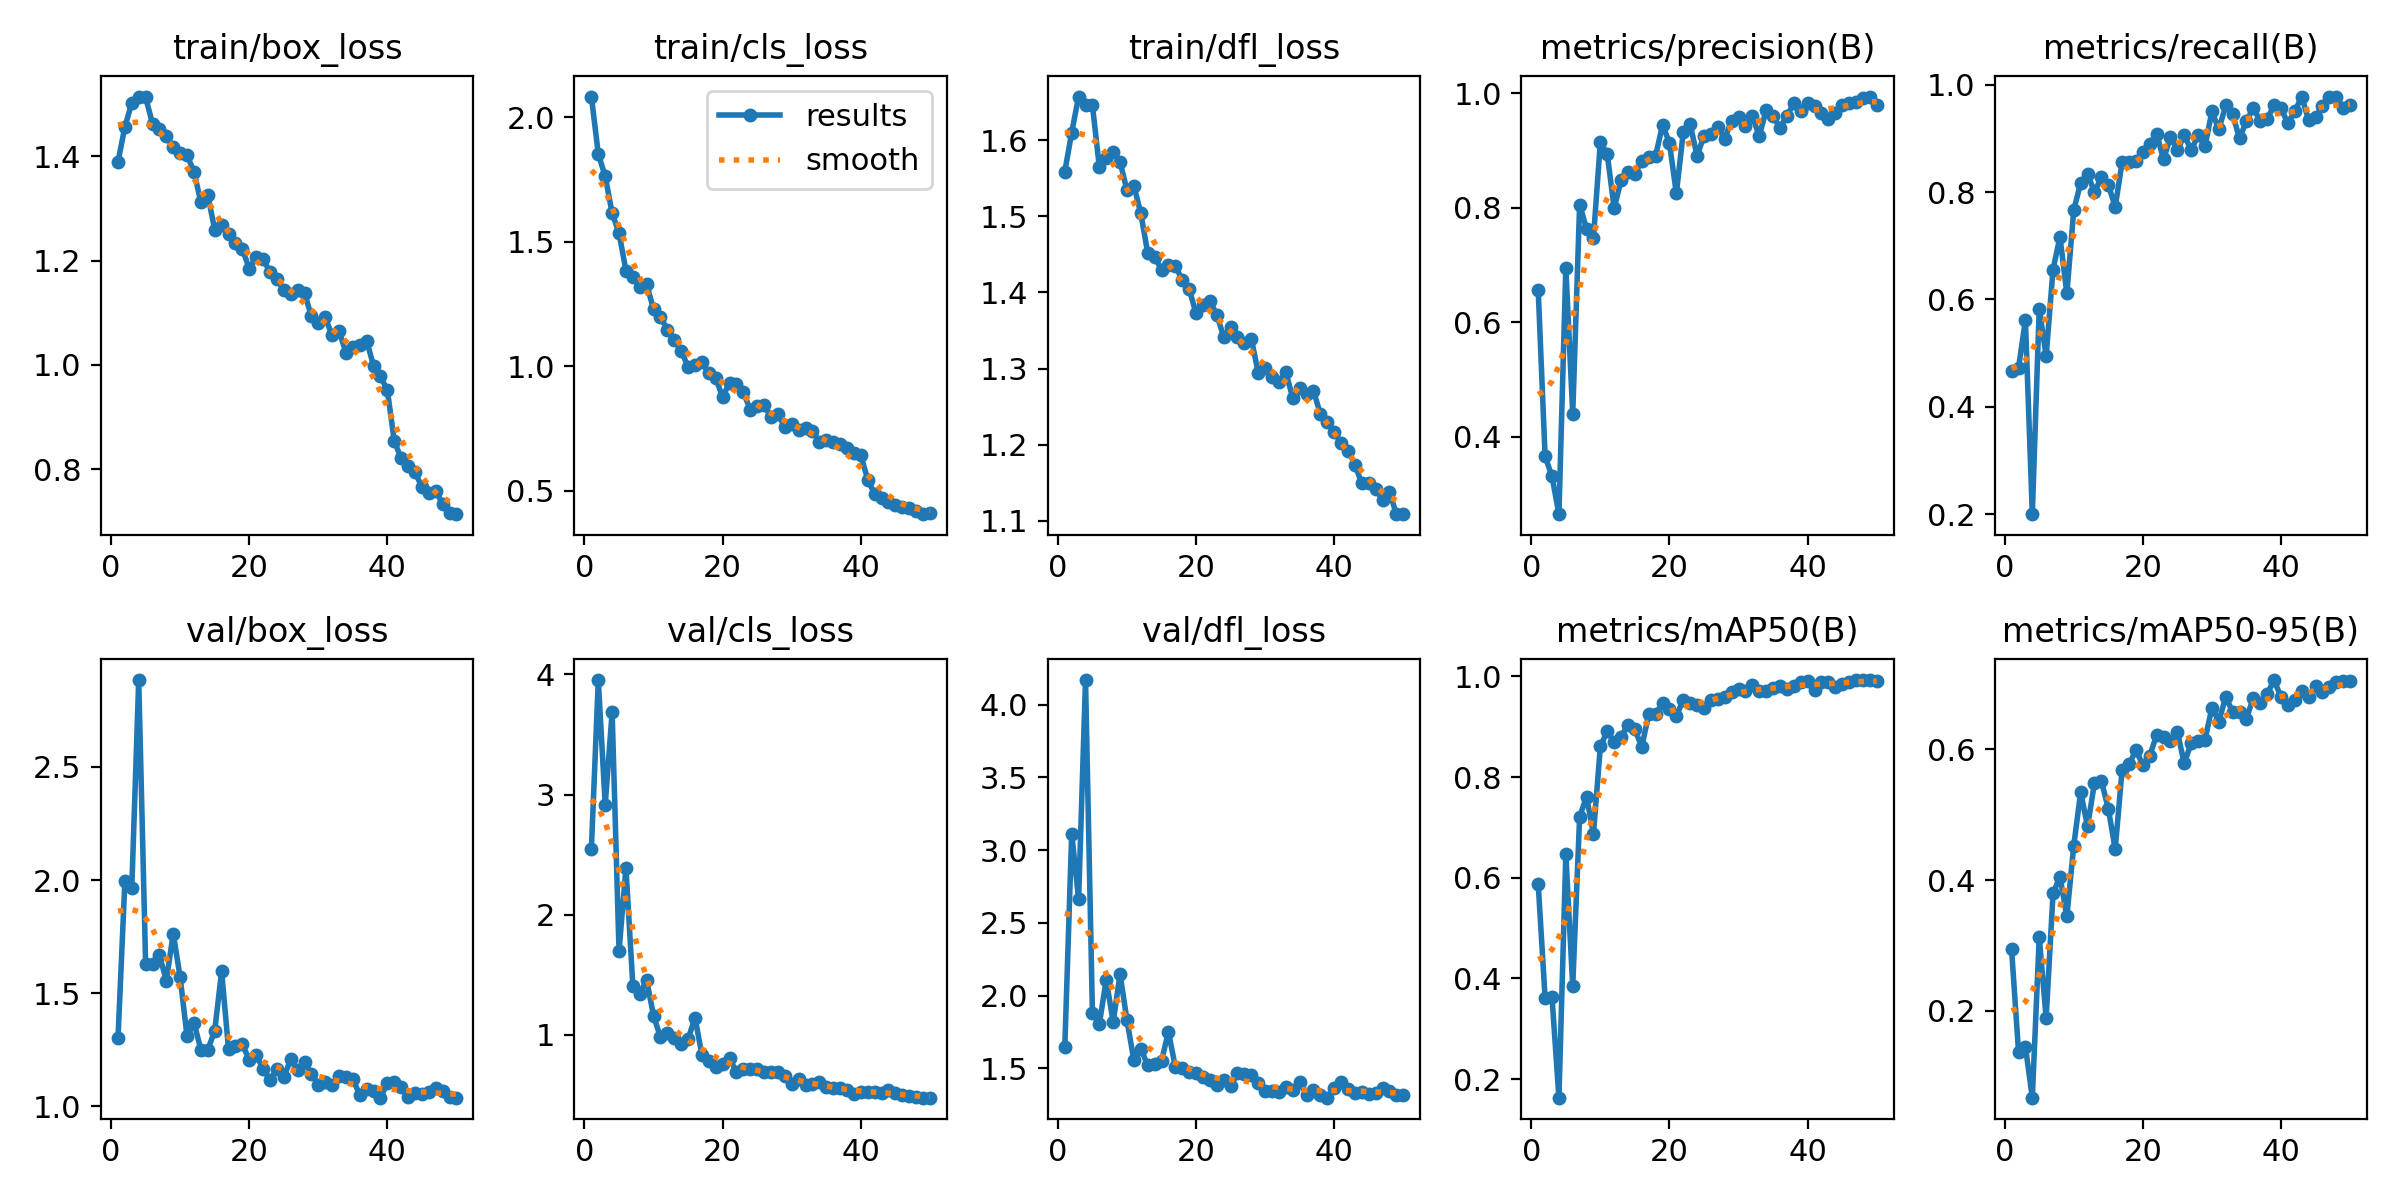 train/box_loss
1.4
1.2
1.0
0.8
0 20 40
train/cls_loss
results
smooth
2.0
1.5
1.0
0.5
0 20 40
train/dfl_loss
1.6
1.5
1.4
1.3
1.2
1.1
0 20 40
metrics/precision(B)
1.0
0.8
0.6
0.4
0 20 40
metrics/recall(B)
1.0
0.8
0.6
0.4
0.2
0 20 40
val/box_loss
2.5
2.0
1.5
1.0
0 20 40
val/cls_loss
4
3
2
1
0 20 40
val/dfl_loss
4.0
3.5
3.0
2.5
2.0
1.5
0 20 40
metrics/mAP50(B)
1.0
0.8
0.6
0.4
0.2
0 20 40
metrics/mAP50-95(B)
0.6
0.4
0.2
0 20 40